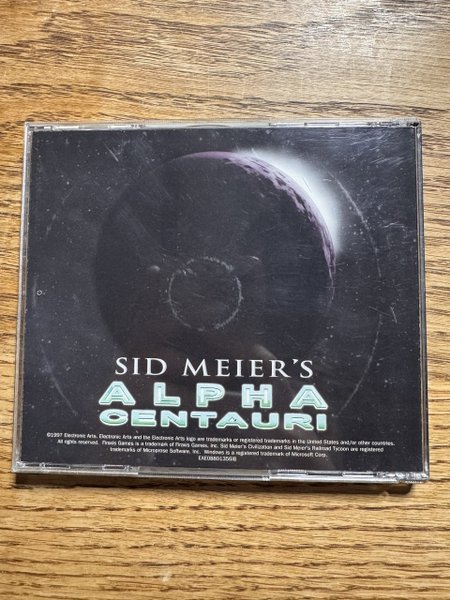 SID MEIER'S
ALPHA
CENTAURI
©1997 Electronic Arts. Electronic Arts and the Electronic Arts logo are trademarks or registered trademarks in the United States and/or other countries.
All rights reserved. Firaxis Games is a trademark of Firaxis Games, Inc. Sid Meier's Civilization and Sid Meier's Railroad Tycoon are registered
trademarks of Microprose Software, Inc. Windows is a registered trademark of Microsoft Corp.